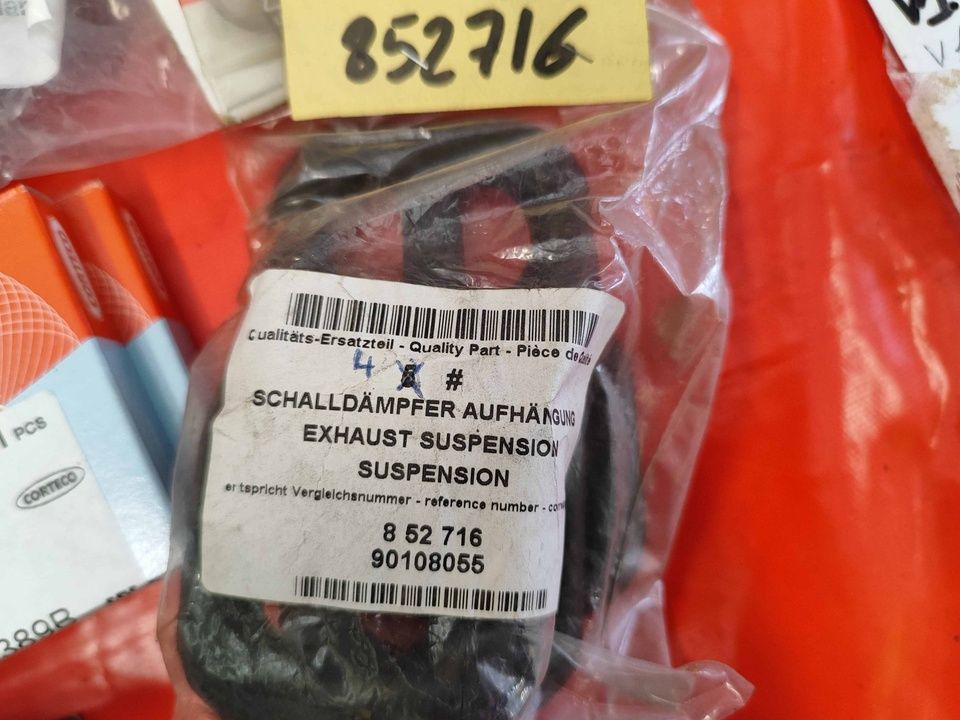 852716
Qualitäts-Ersatzteil - Quality Part - Pièce de
4 #
SCHALLDÄMPFER AUFHÄNGUNG
EXHAUST SUSPENSION
SUSPENSION
entspricht Vergleichsnummer - reference number -
8 52 716
90108055
PCS
CORTECO
389B